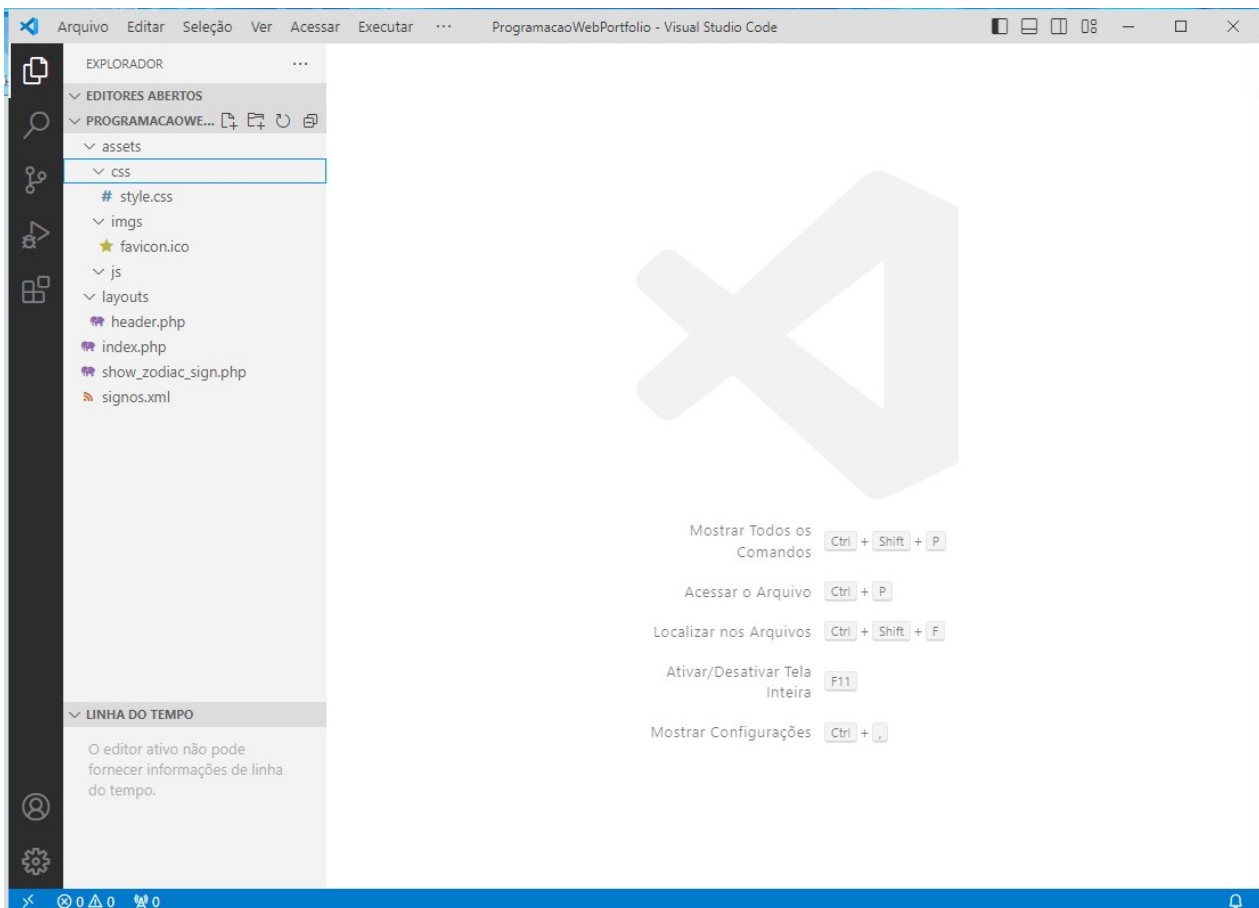 Arquivo Editar Seleção Ver Acessar Executar ··· ProgramacaoWebPortfolio - Visual Studio Code
EXPLORADOR ···
EDITORES ABERTOS
PROGRAMACAOWE...
assets
css
# style.css
imgs
favicon.ico
js
layouts
header.php
index.php
show_zodiac_sign.php
signos.xml
Mostrar Todos os
Comandos Ctrl + Shift + P
Acessar o Arquivo Ctrl + P
Localizar nos Arquivos Ctrl + Shift + F
Ativar/Desativar Tela
Inteira F11
Mostrar Configurações Ctrl + ,
LINHA DO TEMPO
O editor ativo não pode
fornecer informações de linha
do tempo.
0 0 0